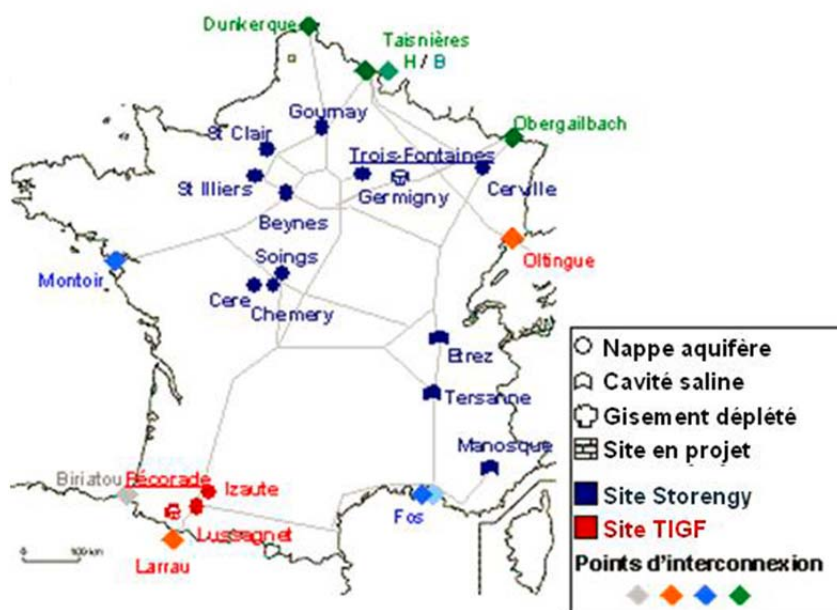 Dunkerque
Taisnières
H / B
Gournay
Obergailbach
St Clair
Trois-Fontaines
St Illiers
Germigny
Cerville
Beynes
Oltingue
Soings
Montoir
Cere
Chemery
Etrez
Nappe aquifère
Cavité saline
Tersanne
Gisement déplété
Manosque
Site en projet
Biriatou
Pécorade
Izaute
Fos
Site Storengy
Lussagnet
Site TIGF
Larrau
100 km
Points d'interconnexion